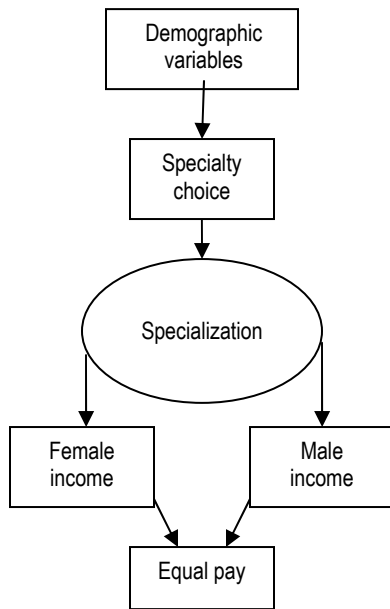 Demographic
variables
Specialty
choice
Specialization
Female
income
Male
income
Equal pay